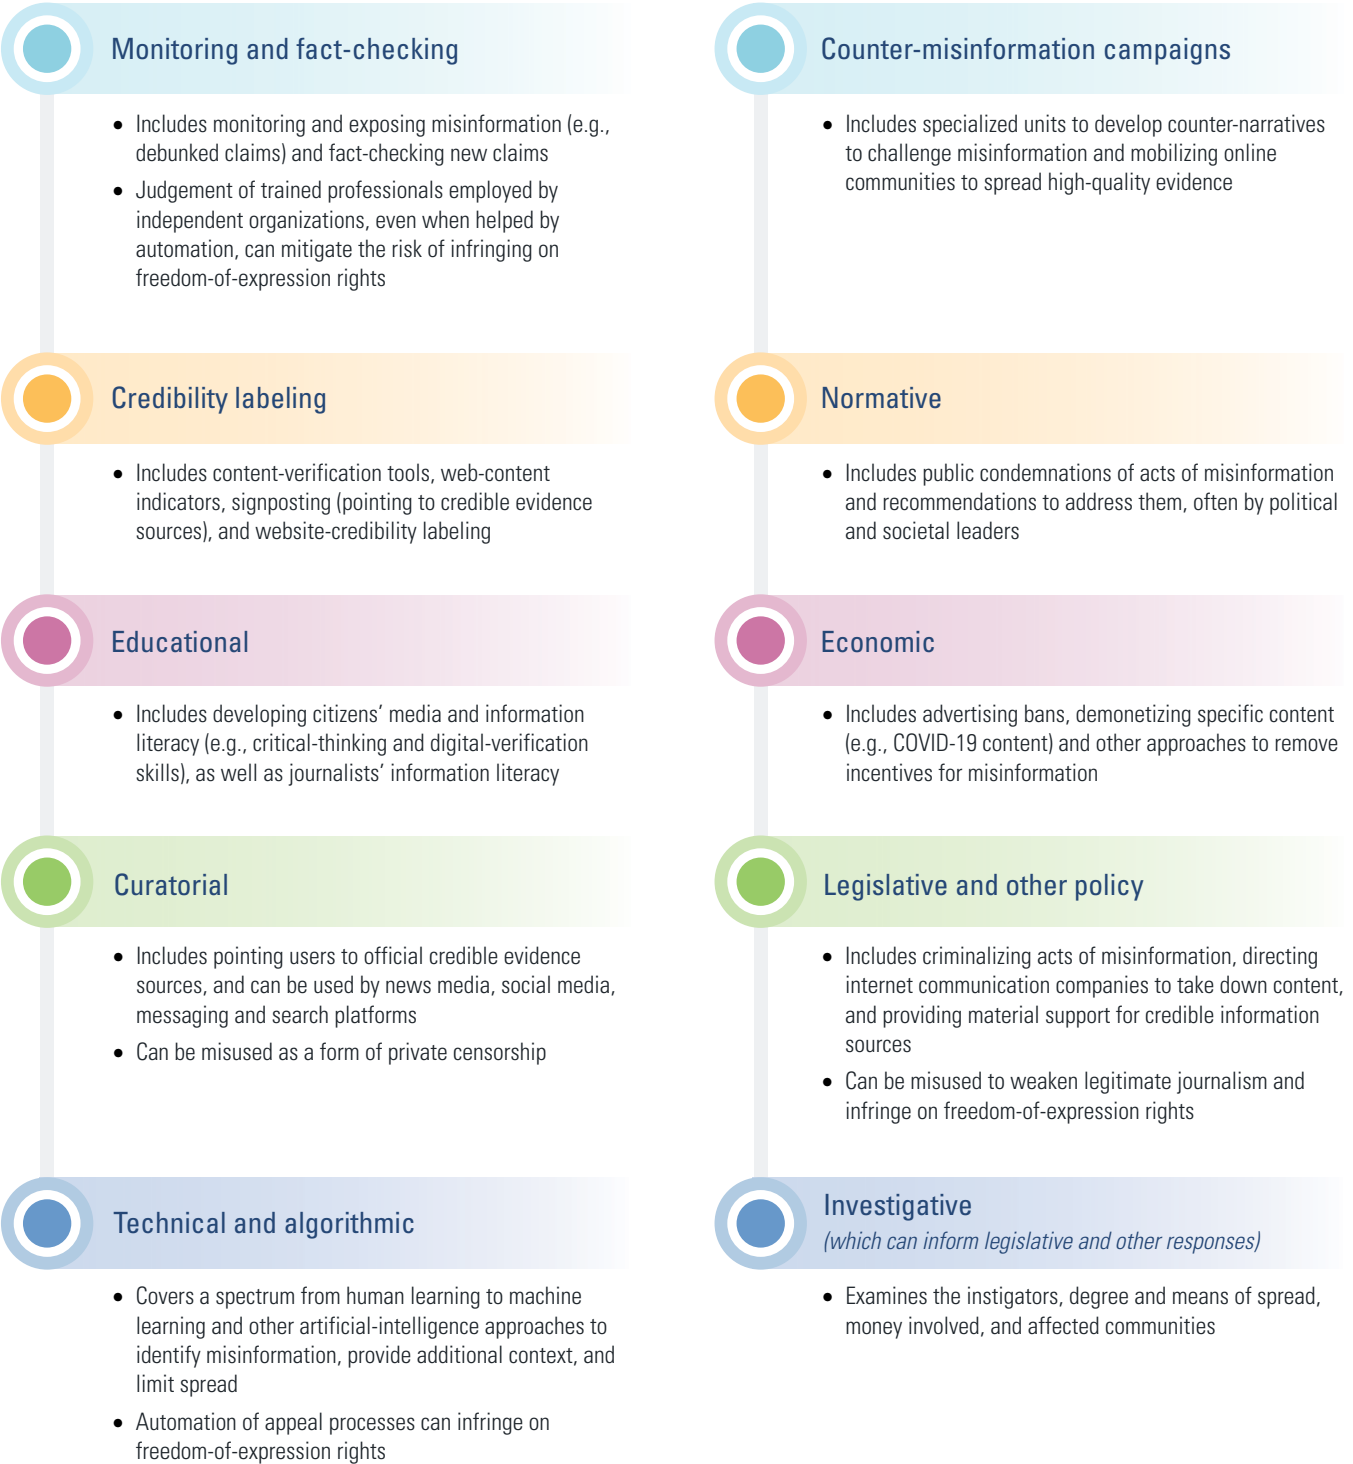 Monitoring and fact-checking
• Includes monitoring and exposing misinformation (e.g.,
debunked claims) and fact-checking new claims
• Judgement of trained professionals employed by
independent organizations, even when helped by
automation, can mitigate the risk of infringing on
freedom-of-expression rights
Credibility labeling
• Includes content-verification tools, web-content
indicators, signposting (pointing to credible evidence
sources), and website-credibility labeling
Educational
• Includes developing citizens’ media and information
literacy (e.g., critical-thinking and digital-verification
skills), as well as journalists’ information literacy
Curatorial
• Includes pointing users to official credible evidence
sources, and can be used by news media, social media,
messaging and search platforms
• Can be misused as a form of private censorship
Technical and algorithmic
• Covers a spectrum from human learning to machine
learning and other artificial-intelligence approaches to
identify misinformation, provide additional context, and
limit spread
• Automation of appeal processes can infringe on
freedom-of-expression rights
Counter-misinformation campaigns
• Includes specialized units to develop counter-narratives
to challenge misinformation and mobilizing online
communities to spread high-quality evidence
Normative
• Includes public condemnations of acts of misinformation
and recommendations to address them, often by political
and societal leaders
Economic
• Includes advertising bans, demonetizing specific content
(e.g., COVID-19 content) and other approaches to remove
incentives for misinformation
Legislative and other policy
• Includes criminalizing acts of misinformation, directing
internet communication companies to take down content,
and providing material support for credible information
sources
• Can be misused to weaken legitimate journalism and
infringe on freedom-of-expression rights
Investigative
(which can inform legislative and other responses)
• Examines the instigators, degree and means of spread,
money involved, and affected communities